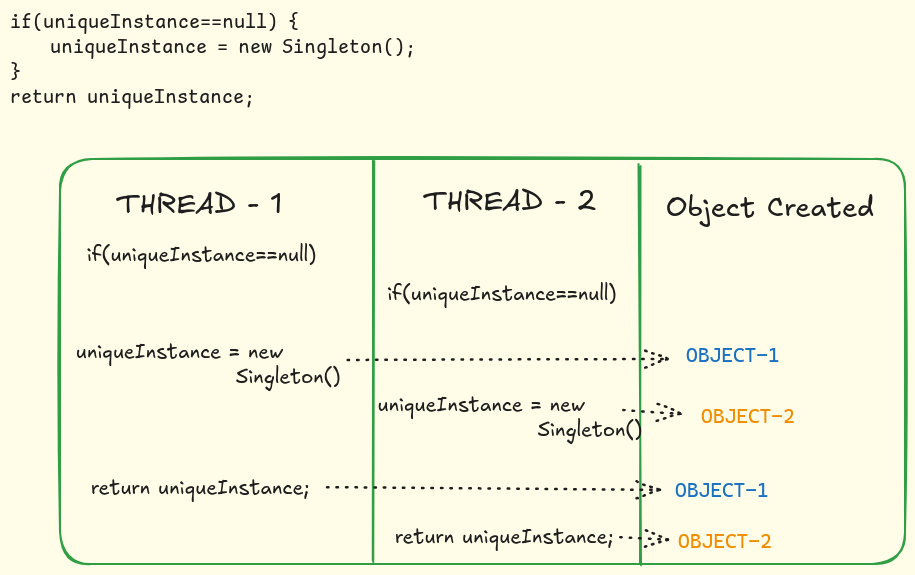 if(uniqueInstance==null) {
    uniqueInstance = new Singleton();
}
return uniqueInstance;
THREAD - 1
THREAD - 2
Object Created
if(uniqueInstance==null)
if(uniqueInstance==null)
uniqueInstance = new
Singleton()
OBJECT-1
uniqueInstance = new
Singleton()
OBJECT-2
return uniqueInstance;
OBJECT-1
return uniqueInstance;
OBJECT-2